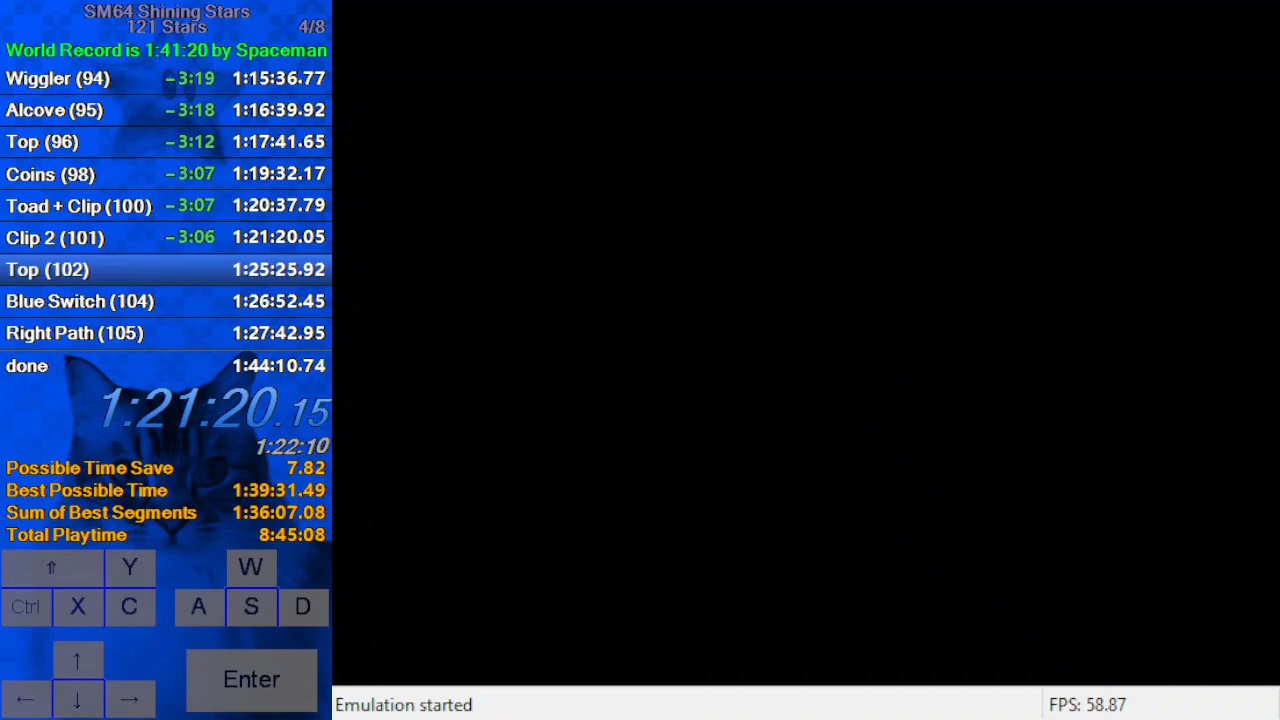 SM64 Shining Stars
121 Stars 4/8
World Record is 1:41:20 by Spaceman
Wiggler (94) -3:19 1:15:36.77
Alcove (95) -3:18 1:16:39.92
Top (96) -3:12 1:17:41.65
Coins (98) -3:07 1:19:32.17
Toad + Clip (100) -3:07 1:20:37.79
Clip 2 (101) -3:06 1:21:20.05
Top (102) 1:25:25.92
Blue Switch (104) 1:26:52.45
Right Path (105) 1:27:42.95
done 1:44:10.74
1:21:20.15
1:22:10
Possible Time Save 7.82
Best Possible Time 1:39:31.49
Sum of Best Segments 1:36:07.08
Total Playtime 8:45:08
⇑ Y W
Ctrl X C A S D
↑
← ↓ → Enter
Emulation started FPS: 58.87